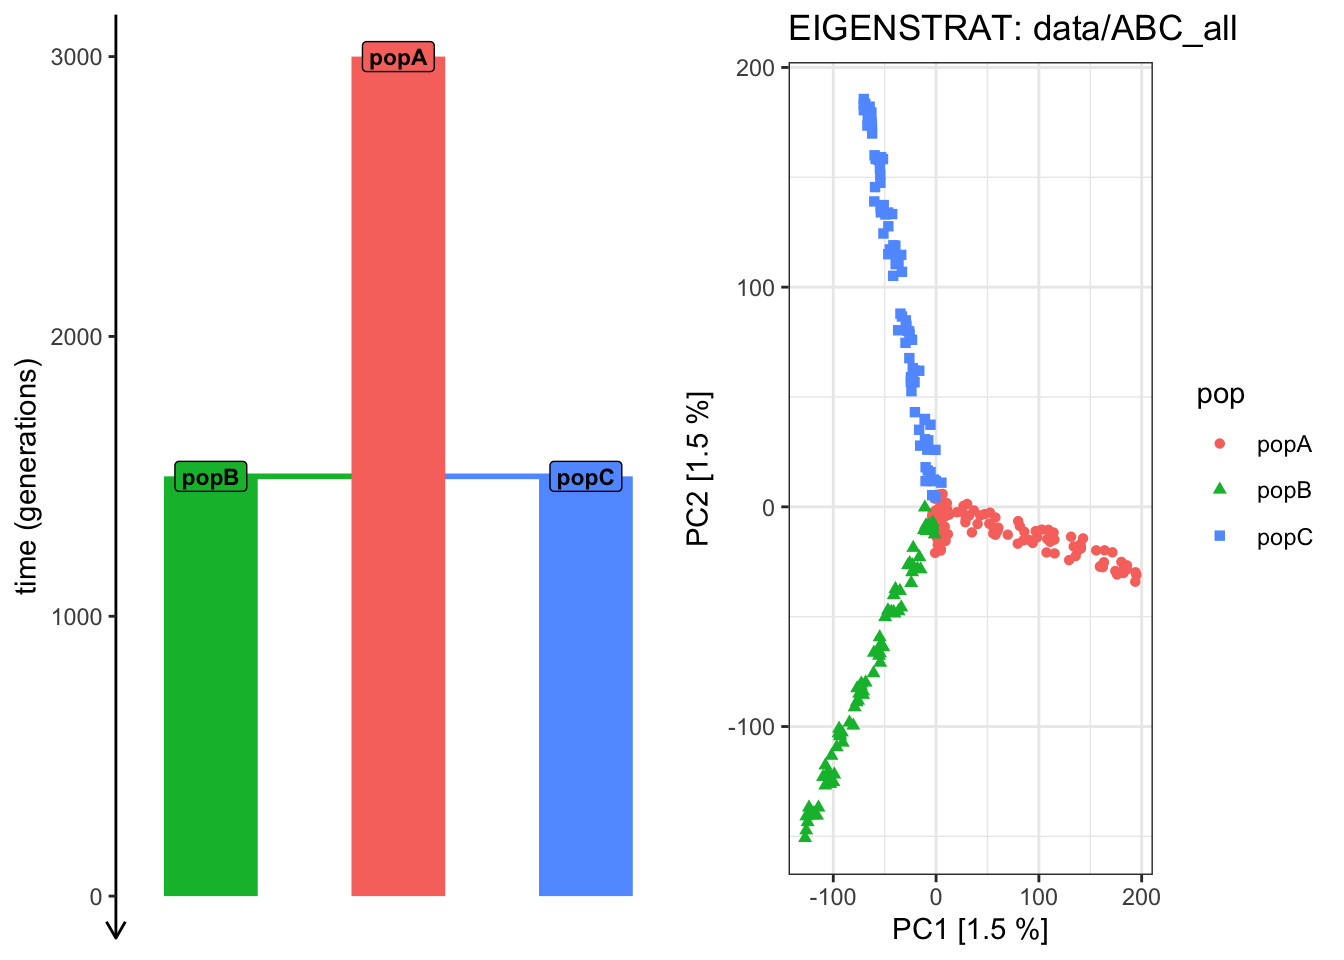 EIGENSTRAT: data/ABC_all
time (generations)
3000
2000
1000
0
popA
popB
popC
PC2 [1.5 %]
200
100
0
-100
-100
0
100
200
PC1 [1.5 %]
pop
popA
popB
popC